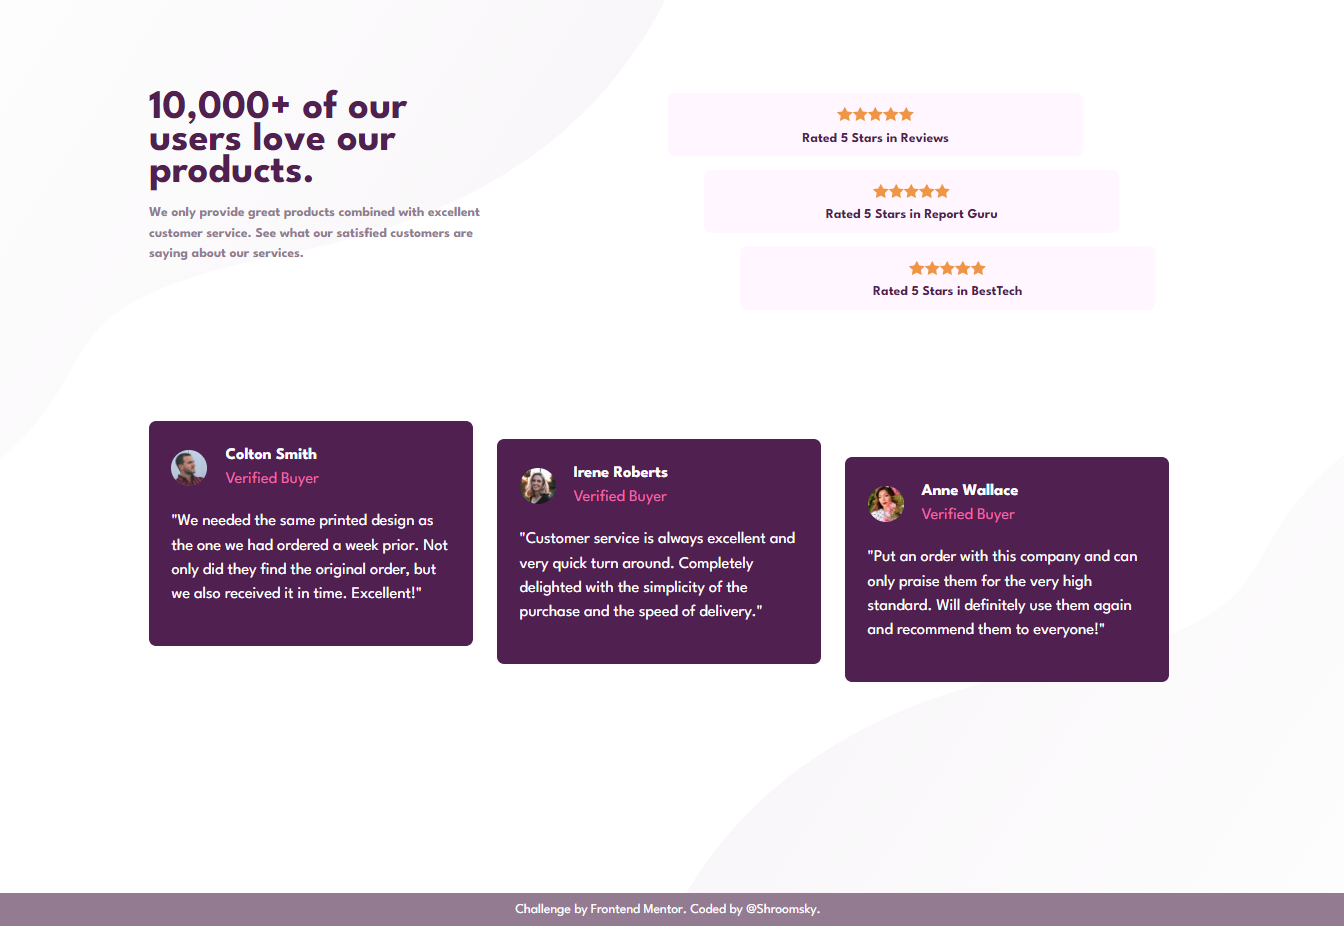 10,000+ of our
users love our
products.
We only provide great products combined with excellent
customer service. See what our satisfied customers are
saying about our services.
Rated 5 Stars in Reviews
Rated 5 Stars in Report Guru
Rated 5 Stars in BestTech
Colton Smith
Verified Buyer
"We needed the same printed design as
the one we had ordered a week prior. Not
only did they find the original order, but
we also received it in time. Excellent!"
Irene Roberts
Verified Buyer
"Customer service is always excellent and
very quick turn around. Completely
delighted with the simplicity of the
purchase and the speed of delivery."
Anne Wallace
Verified Buyer
"Put an order with this company and can
only praise them for the very high
standard. Will definitely use them again
and recommend them to everyone!"
Challenge by Frontend Mentor. Coded by @Shroomsky.